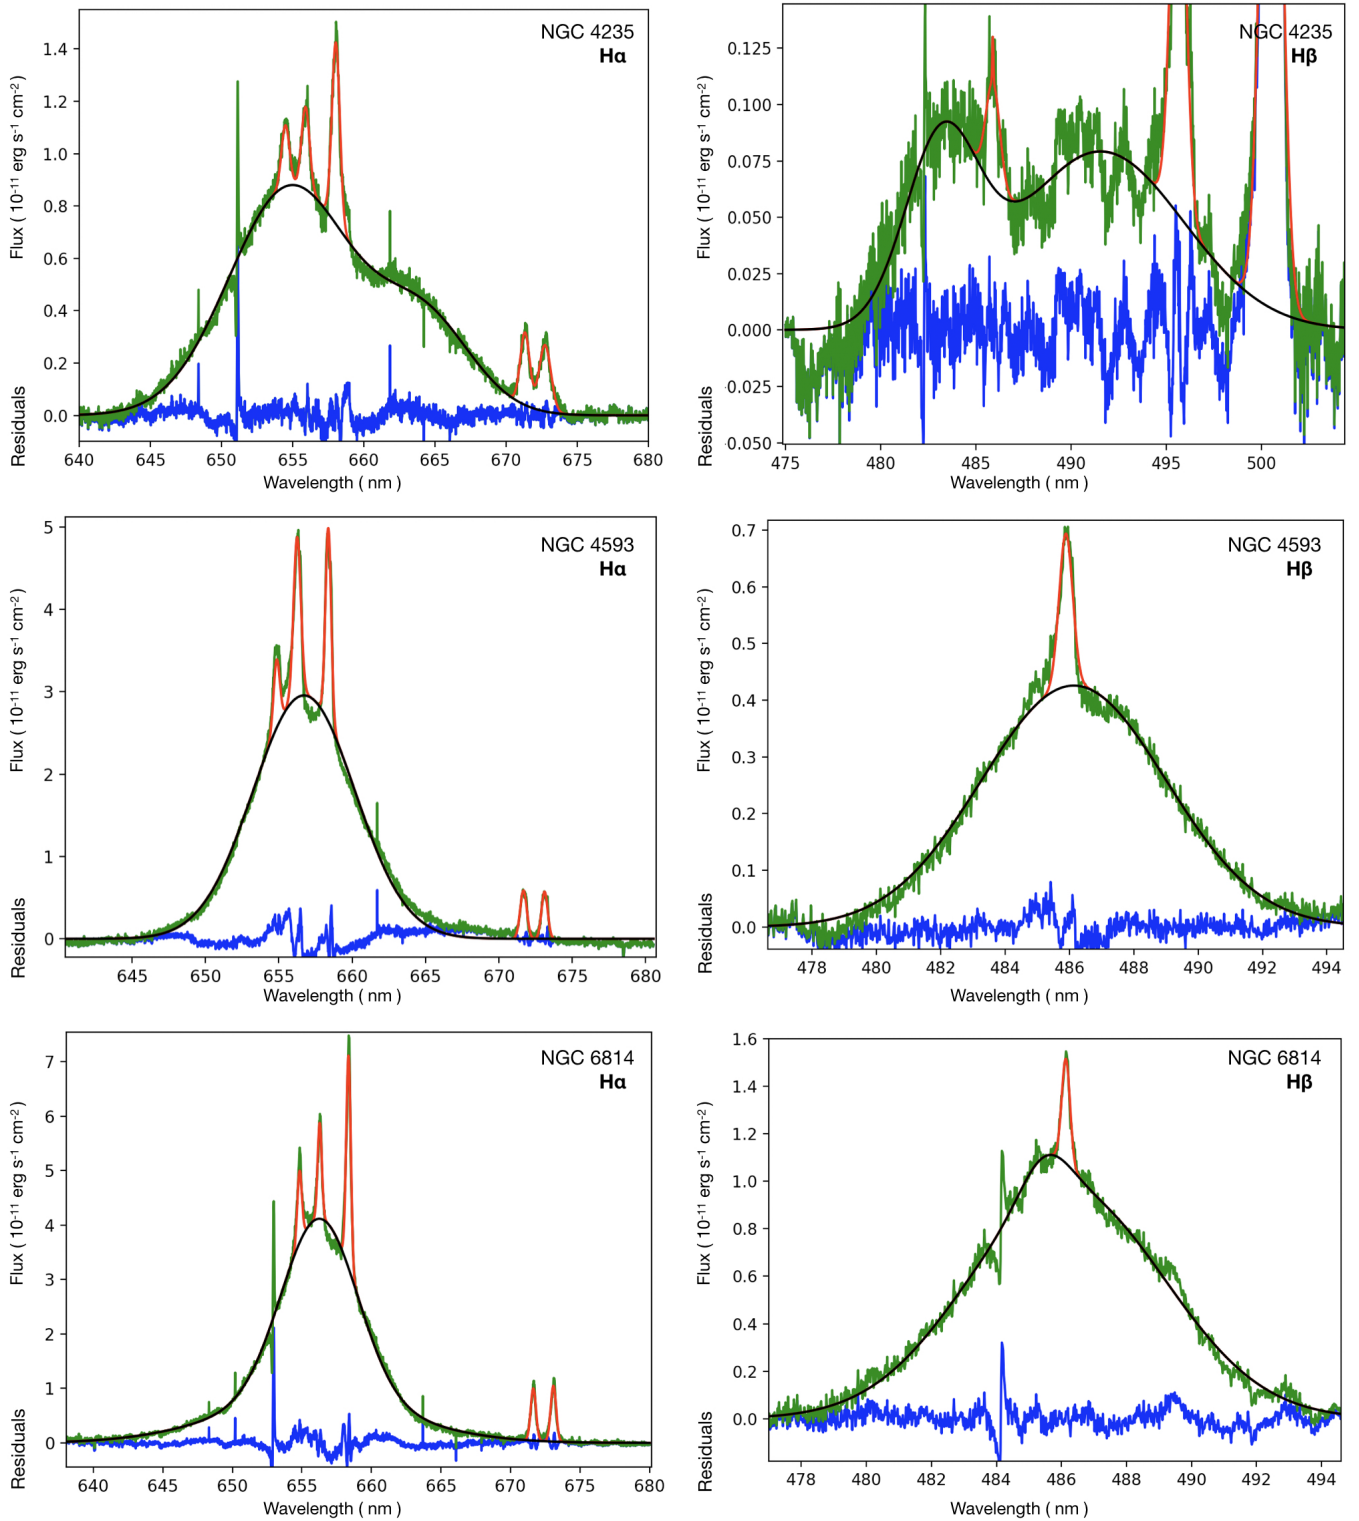 NGC 4235
Hα
Flux ( 10⁻¹¹ erg s⁻¹ cm⁻²)
Residuals
1.4
1.2
1.0
0.8
0.6
0.4
0.2
0.0
640 645 650 655 660 665 670 675 680
Wavelength ( nm )
NGC 4235
Hβ
Flux ( 10⁻¹¹ erg s⁻¹ cm⁻²)
Residuals
0.125
0.100
0.075
0.050
0.025
0.000
-0.025
-0.050
475 480 485 490 495 500
Wavelength ( nm )
NGC 4593
Hα
Flux ( 10⁻¹¹ erg s⁻¹ cm⁻²)
Residuals
5
4
3
2
1
0
645 650 655 660 665 670 675 680
Wavelength ( nm )
NGC 4593
Hβ
Flux ( 10⁻¹¹ erg s⁻¹ cm⁻²)
Residuals
0.7
0.6
0.5
0.4
0.3
0.2
0.1
0.0
478 480 482 484 486 488 490 492 494
Wavelength ( nm )
NGC 6814
Hα
Flux ( 10⁻¹¹ erg s⁻¹ cm⁻²)
Residuals
7
6
5
4
3
2
1
0
640 645 650 655 660 665 670 675 680
Wavelength ( nm )
NGC 6814
Hβ
Flux ( 10⁻¹¹ erg s⁻¹ cm⁻²)
Residuals
1.6
1.4
1.2
1.0
0.8
0.6
0.4
0.2
0.0
478 480 482 484 486 488 490 492 494
Wavelength ( nm )